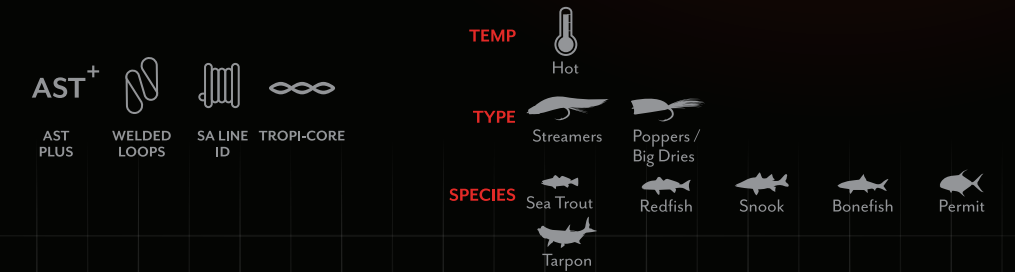 AST+
AST
PLUS
WELDED
LOOPS
SA LINE
ID
TROPI-CORE
TEMP
Hot
TYPE
Streamers
Poppers /
Big Dries
SPECIES
Sea Trout
Redfish
Snook
Bonefish
Permit
Tarpon